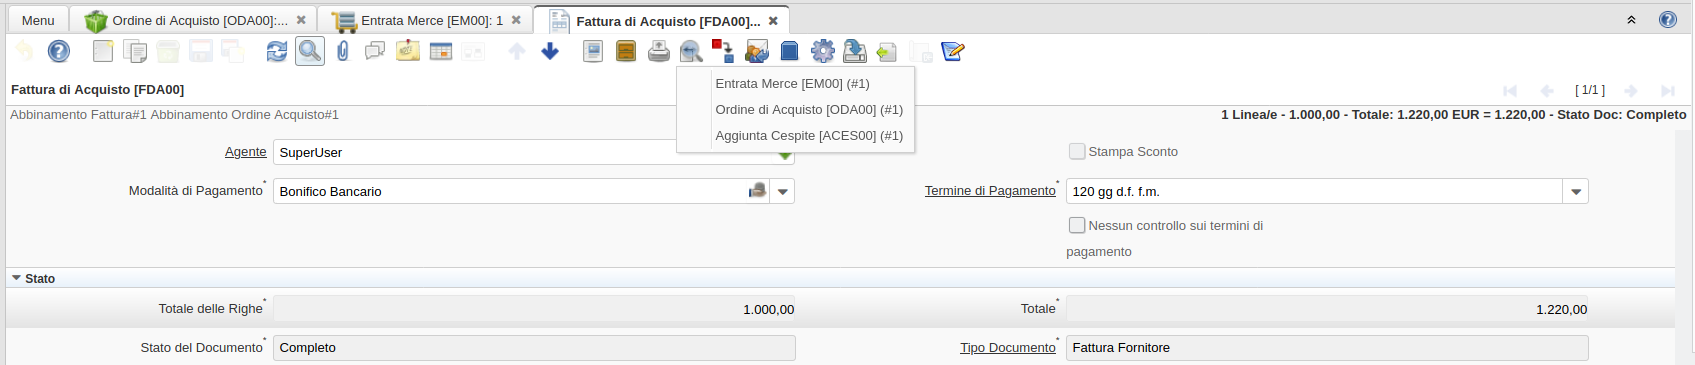 Menu Ordine di Acquisto [ODA00]:... Entrata Merce [EM00]: 1 Fattura di Acquisto [FDA00]...
Entrata Merce [EM00] (#1)
Ordine di Acquisto [ODA00] (#1)
Aggiunta Cespite [ACES00] (#1)
Fattura di Acquisto [FDA00] [ 1/1 ]
Abbinamento Fattura#1 Abbinamento Ordine Acquisto#1 1 Linea/e - 1.000,00 - Totale: 1.220,00 EUR = 1.220,00 - Stato Doc: Completo
Agente SuperUser Stampa Sconto
Modalità di Pagamento* Bonifico Bancario Termine di Pagamento* 120 gg d.f. f.m.
Nessun controllo sui termini di
pagamento
Stato
Totale delle Righe* 1.000,00 Totale* 1.220,00
Stato del Documento* Completo Tipo Documento* Fattura Fornitore